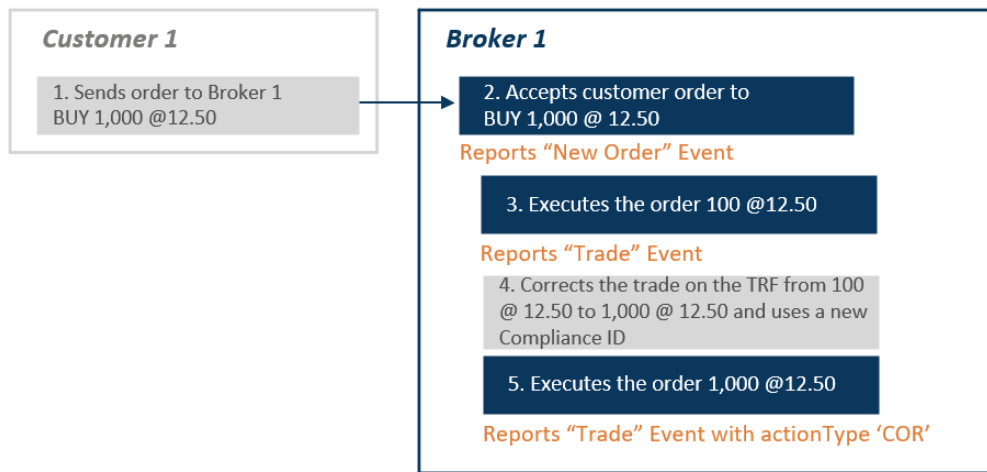 Customer 1
1. Sends order to Broker 1
BUY 1,000 @12.50
Broker 1
2. Accepts customer order to
BUY 1,000 @ 12.50
Reports “New Order” Event
3. Executes the order 100 @12.50
Reports “Trade” Event
4. Corrects the trade on the TRF from 100
@ 12.50 to 1,000 @ 12.50 and uses a new
Compliance ID
5. Executes the order 1,000 @12.50
Reports “Trade” Event with actionType ‘COR’